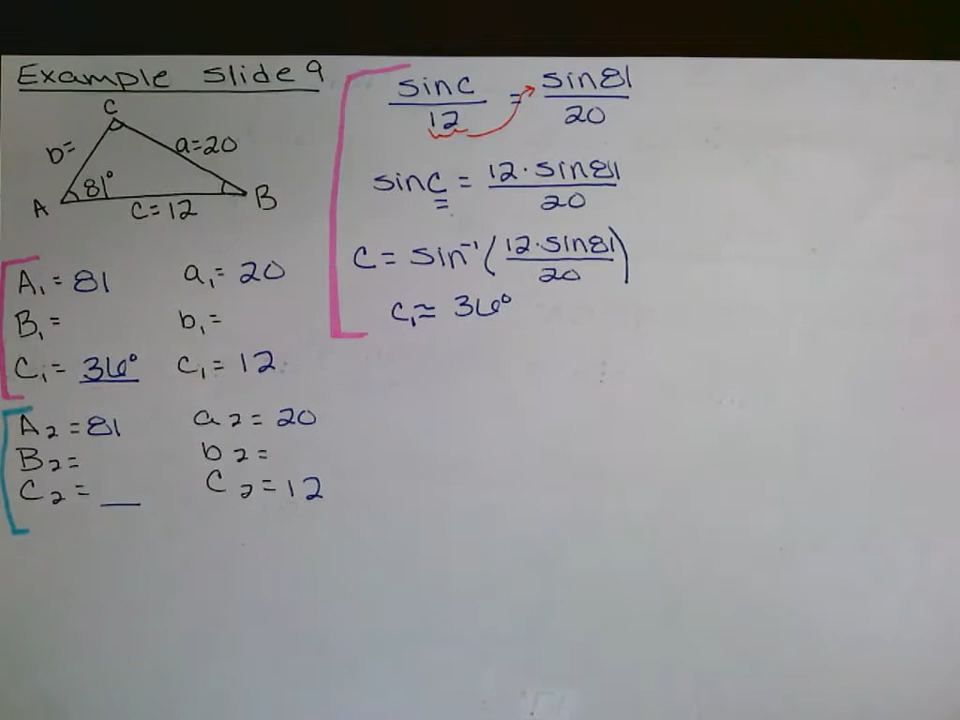 Example slide 9
C
b=
a=20
81°
A
B
c=12
A₁ = 81
a₁ = 20
B₁ =
b₁ =
C₁ = 36°
c₁ = 12
A₂ = 81
a₂ = 20
B₂ =
b₂ =
C₂ = __
c₂ = 12
sinC/12 = sin81/20
sinC = 12·sin81/20
C = sin⁻¹(12·sin81/20)
C₁ ≈ 36°